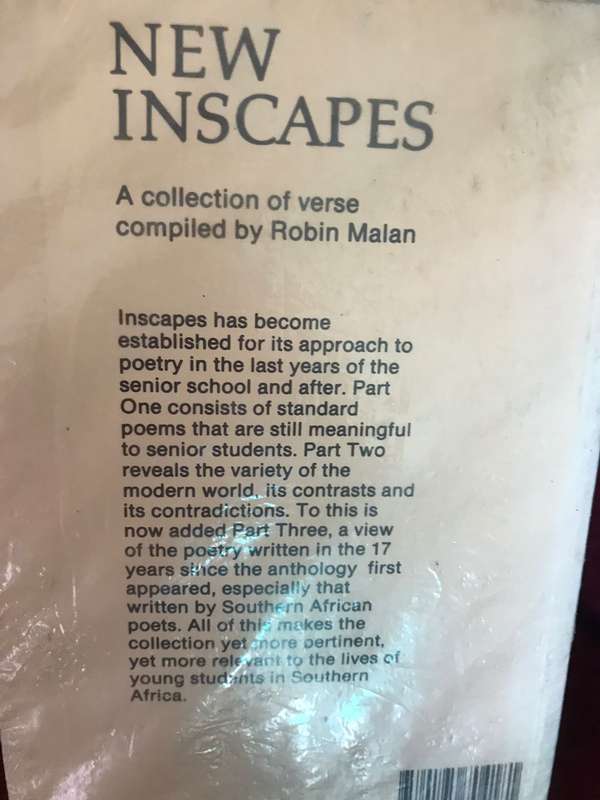 NEW
INSCAPES
A collection of verse
compiled by Robin Malan
Inscapes has become
established for its approach to
poetry in the last years of the
senior school and after. Part
One consists of standard
poems that are still meaningful
to senior students. Part Two
reveals the variety of the
modern world, its contrasts and
its contradictions. To this is
now added Part Three, a view
of the poetry written in the 17
years since the anthology first
appeared, especially that
written by Southern African
poets. All of this makes the
collection yet more pertinent,
yet more relevant to the lives of
young students in Southern
Africa.